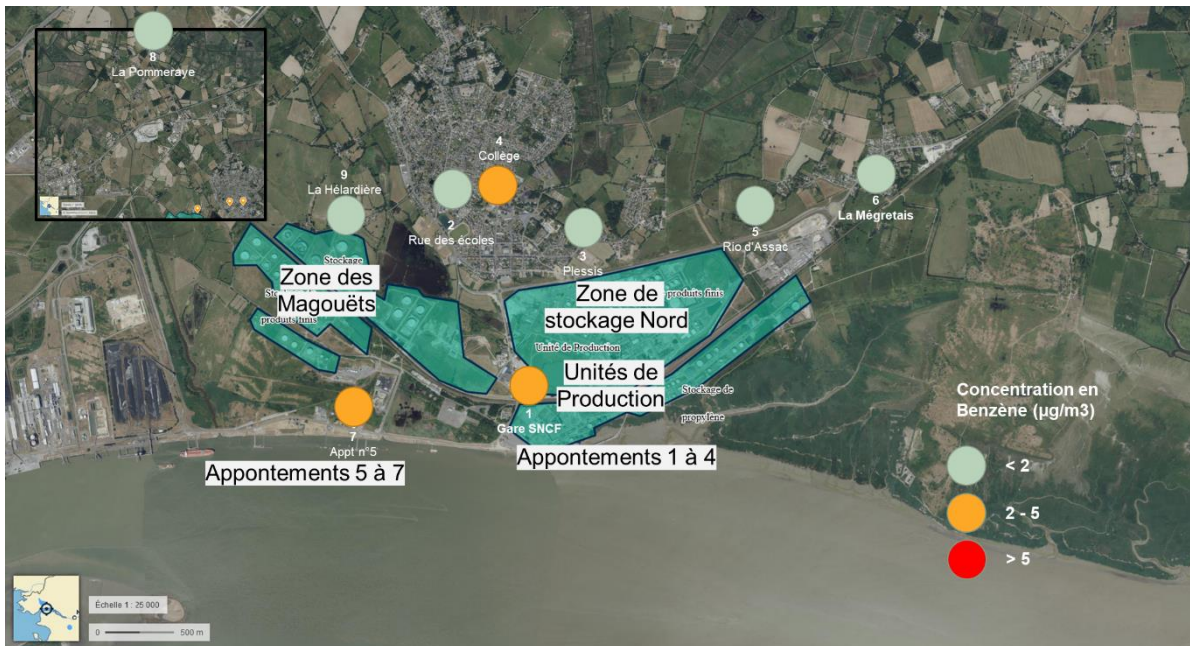 8
La Pommeraye
4
Collège
9
La Hélardière
6
La Mégretais
2
Rue des écoles
5
Rio d'Assac
3
Plessis
Stockage
Zone des
Magouëts
produits finis
Zone de
stockage Nord
produits finis
Unité de Production
Unités de
Production
Stockage de
propylène
1
Gare SNCF
7
Appt n°5
Appontements 5 à 7
Appontements 1 à 4
Concentration en
Benzène (µg/m3)
< 2
2 - 5
> 5
Échelle 1 : 25 000
0 500 m